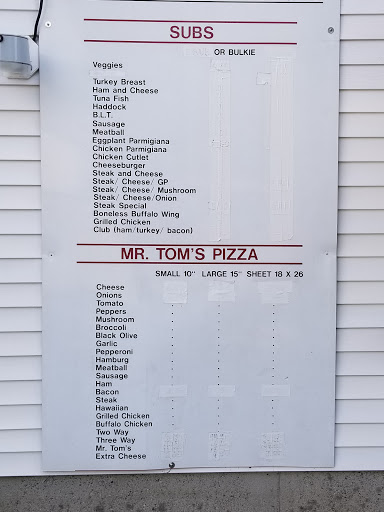 SUBS
OR BULKIE
Veggies
Turkey Breast
Ham and Cheese
Tuna Fish
Haddock
B.L.T.
Sausage
Meatball
Eggplant Parmigiana
Chicken Parmigiana
Chicken Cutlet
Cheeseburger
Steak and Cheese
Steak/ Cheese/ GP
Steak/ Cheese/ Mushroom
Steak/ Cheese/Onion
Steak Special
Boneless Buffalo Wing
Grilled Chicken
Club (ham/turkey/ bacon)
MR. TOM'S PIZZA
SMALL 10" LARGE 15" SHEET 18 X 26
Cheese
Onions
Tomato
Peppers
Mushroom
Broccoli
Black Olive
Garlic
Pepperoni
Hamburg
Meatball
Sausage
Ham
Bacon
Steak
Hawaiian
Grilled Chicken
Buffalo Chicken
Two Way
Three Way
Mr. Tom's
Extra Cheese